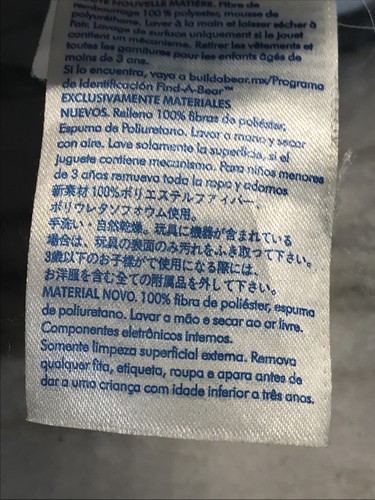 NOUVELLE MATIÈRE. Fibre de
rembourrage 100 % polyester, mousse de
polyuréthane. Laver à la main et laisser sécher à
l'air. Lavage de surface uniquement si le jouet
contient un mécanisme. Retirer les vêtements et
toutes les garnitures pour les enfants âgés de
moins de 3 ans.
Si lo encuentra, vaya a buildabear.mx/Programa
de Identificación Find-A-Bear™
EXCLUSIVAMENTE MATERIALES
NUEVOS. Relleno 100% fibras de poliéster,
Espuma de Poliuretano. Lavar a mano y secar
con aire. Lave solamente la superficie, si el
juguete contiene mecanismo. Para niños menores
de 3 años remueva toda la ropa y adornos
新素材 100%ポリエステルファイバー、
ポリウレタンフォウム使用。
手洗い・自然乾燥。玩具に機器が含まれている
場合は、玩具の表面のみ汚れをふき取って下さい。
3歳以下のお子様がで使用になる際には、
お洋服を含む全ての附属品を外して下さい。
MATERIAL NOVO. 100% fibra de poliéster, espuma
de poliuretano. Lavar a mão e secar ao ar livre.
Componentes eletrônicos internos.
Somente limpeza superficial externa. Remova
qualquer fita, etiqueta, roupa e apara antes de
dar a uma criança com idade inferior a três anos.